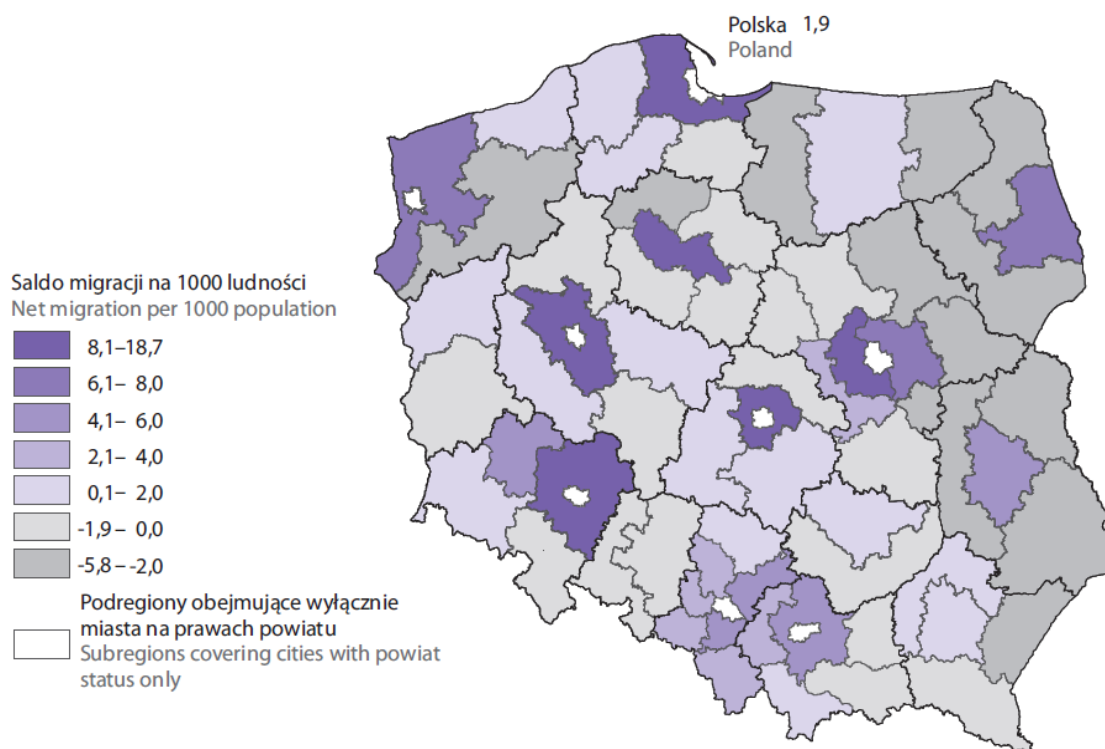 Polska 1,9
Poland
Saldo migracji na 1000 ludności
Net migration per 1000 population
8,1–18,7
6,1– 8,0
4,1– 6,0
2,1– 4,0
0,1– 2,0
-1,9– 0,0
-5,8– -2,0
Podregiony obejmujące wyłącznie
miasta na prawach powiatu
Subregions covering cities with powiat
status only